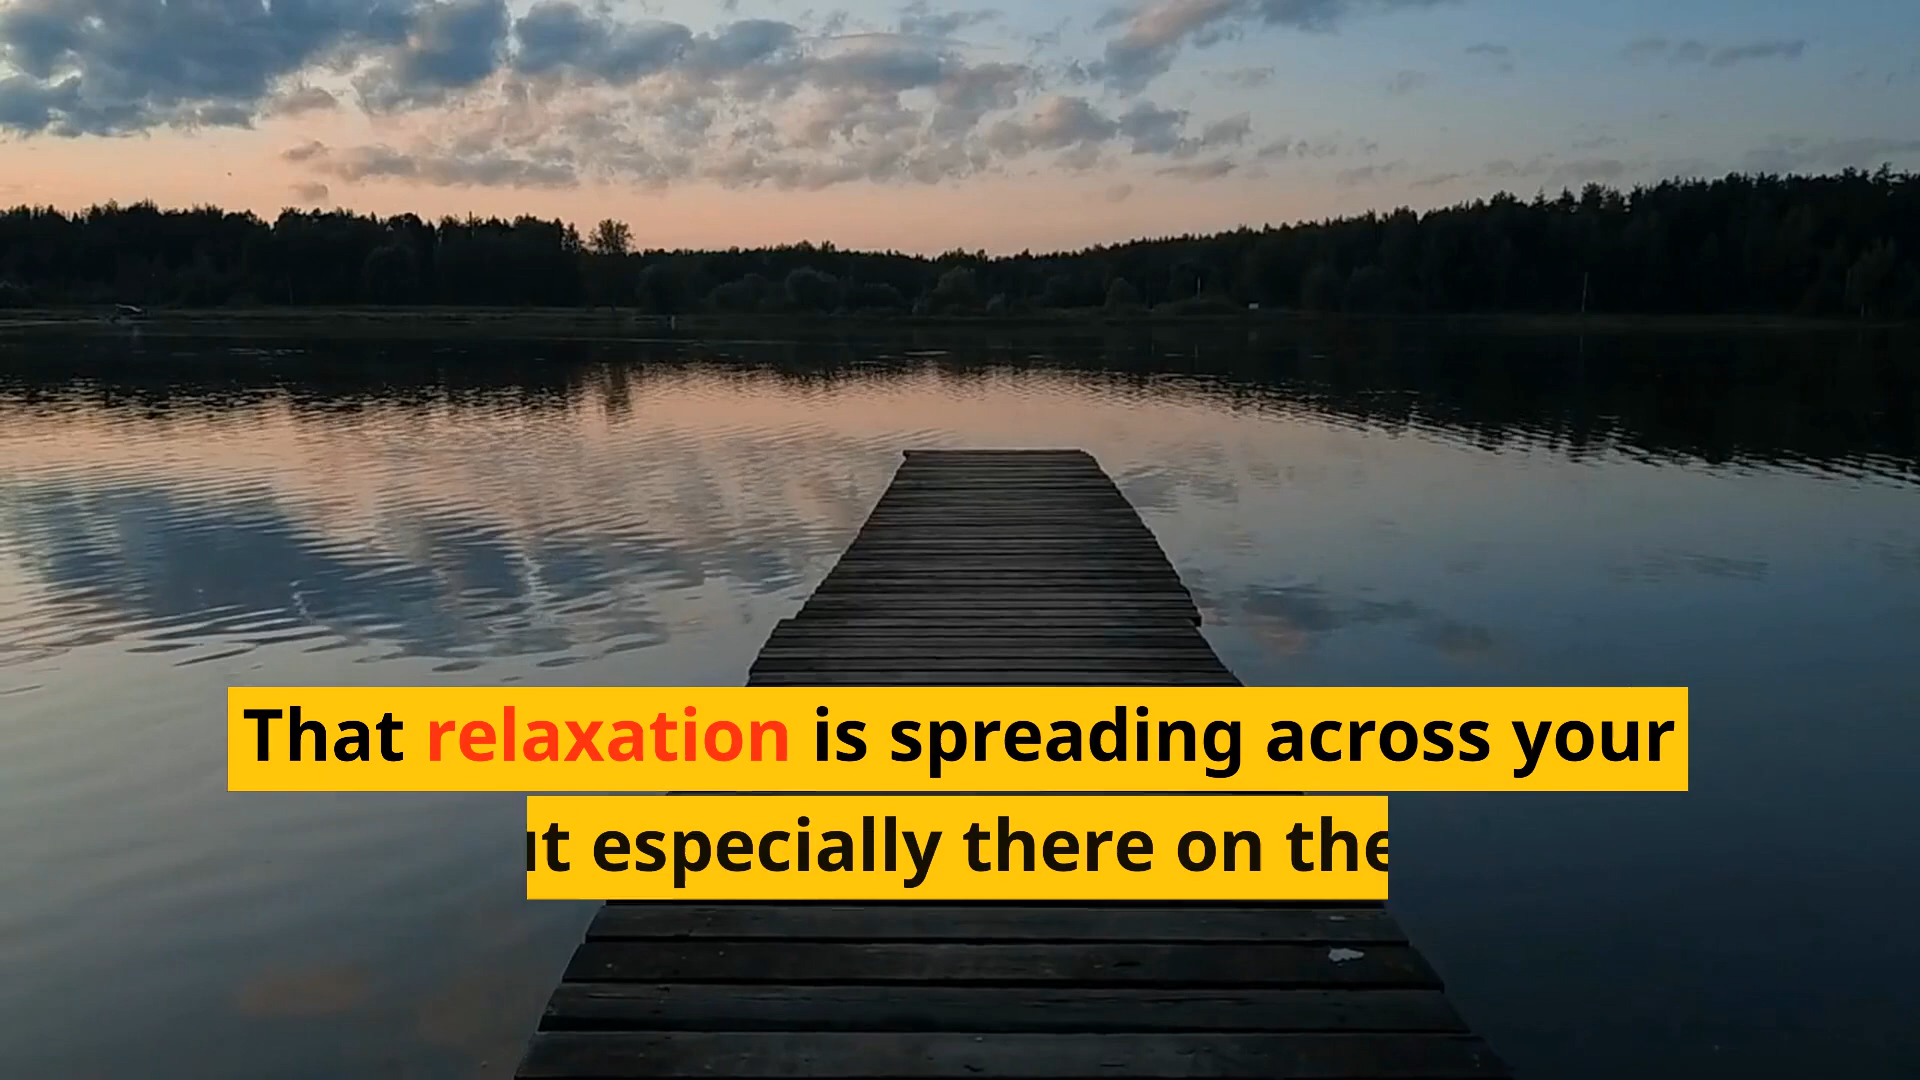 That relaxation is spreading across your
especially there on the